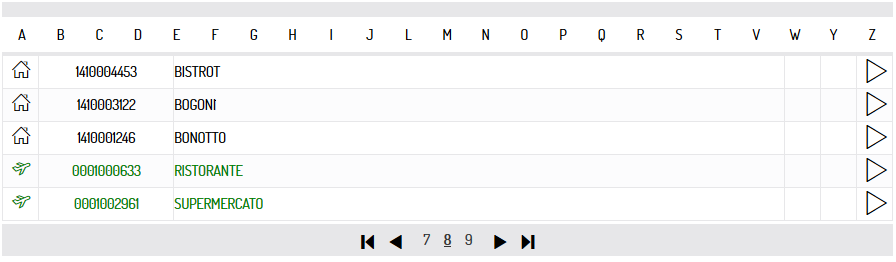 A B C D E F G H I J L M N O P Q R S T V W Y Z
1410004453 BISTROT
1410003122 BOGONI
1410001246 BONOTTO
0001000633 RISTORANTE
0001002961 SUPERMERCATO
7 8 9